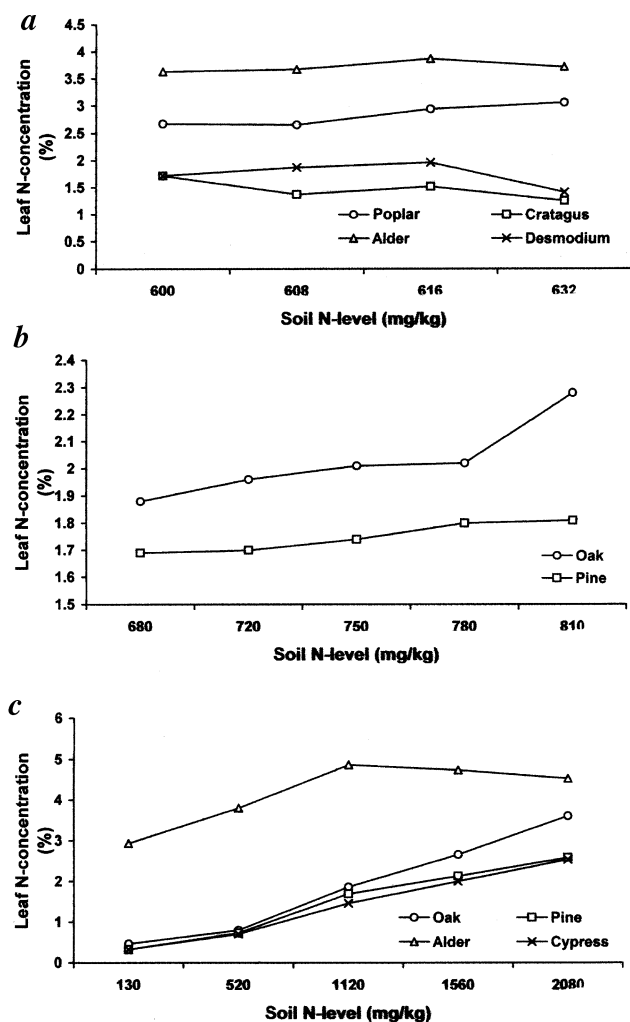 a
Leaf N-concentration
(%)
4.5
4
3.5
3
2.5
2
1.5
1
0.5
0
Poplar
Cratagus
Alder
Desmodium
600
608
616
632
Soil N-level (mg/kg)
b
Leaf N-concentration
(%)
2.4
2.3
2.2
2.1
2
1.9
1.8
1.7
1.6
1.5
Oak
Pine
680
720
750
780
810
Soil N-level (mg/kg)
c
Leaf N-concentration
(%)
6
5
4
3
2
1
0
Oak
Pine
Alder
Cypress
130
520
1120
1560
2080
Soil N-level (mg/kg)